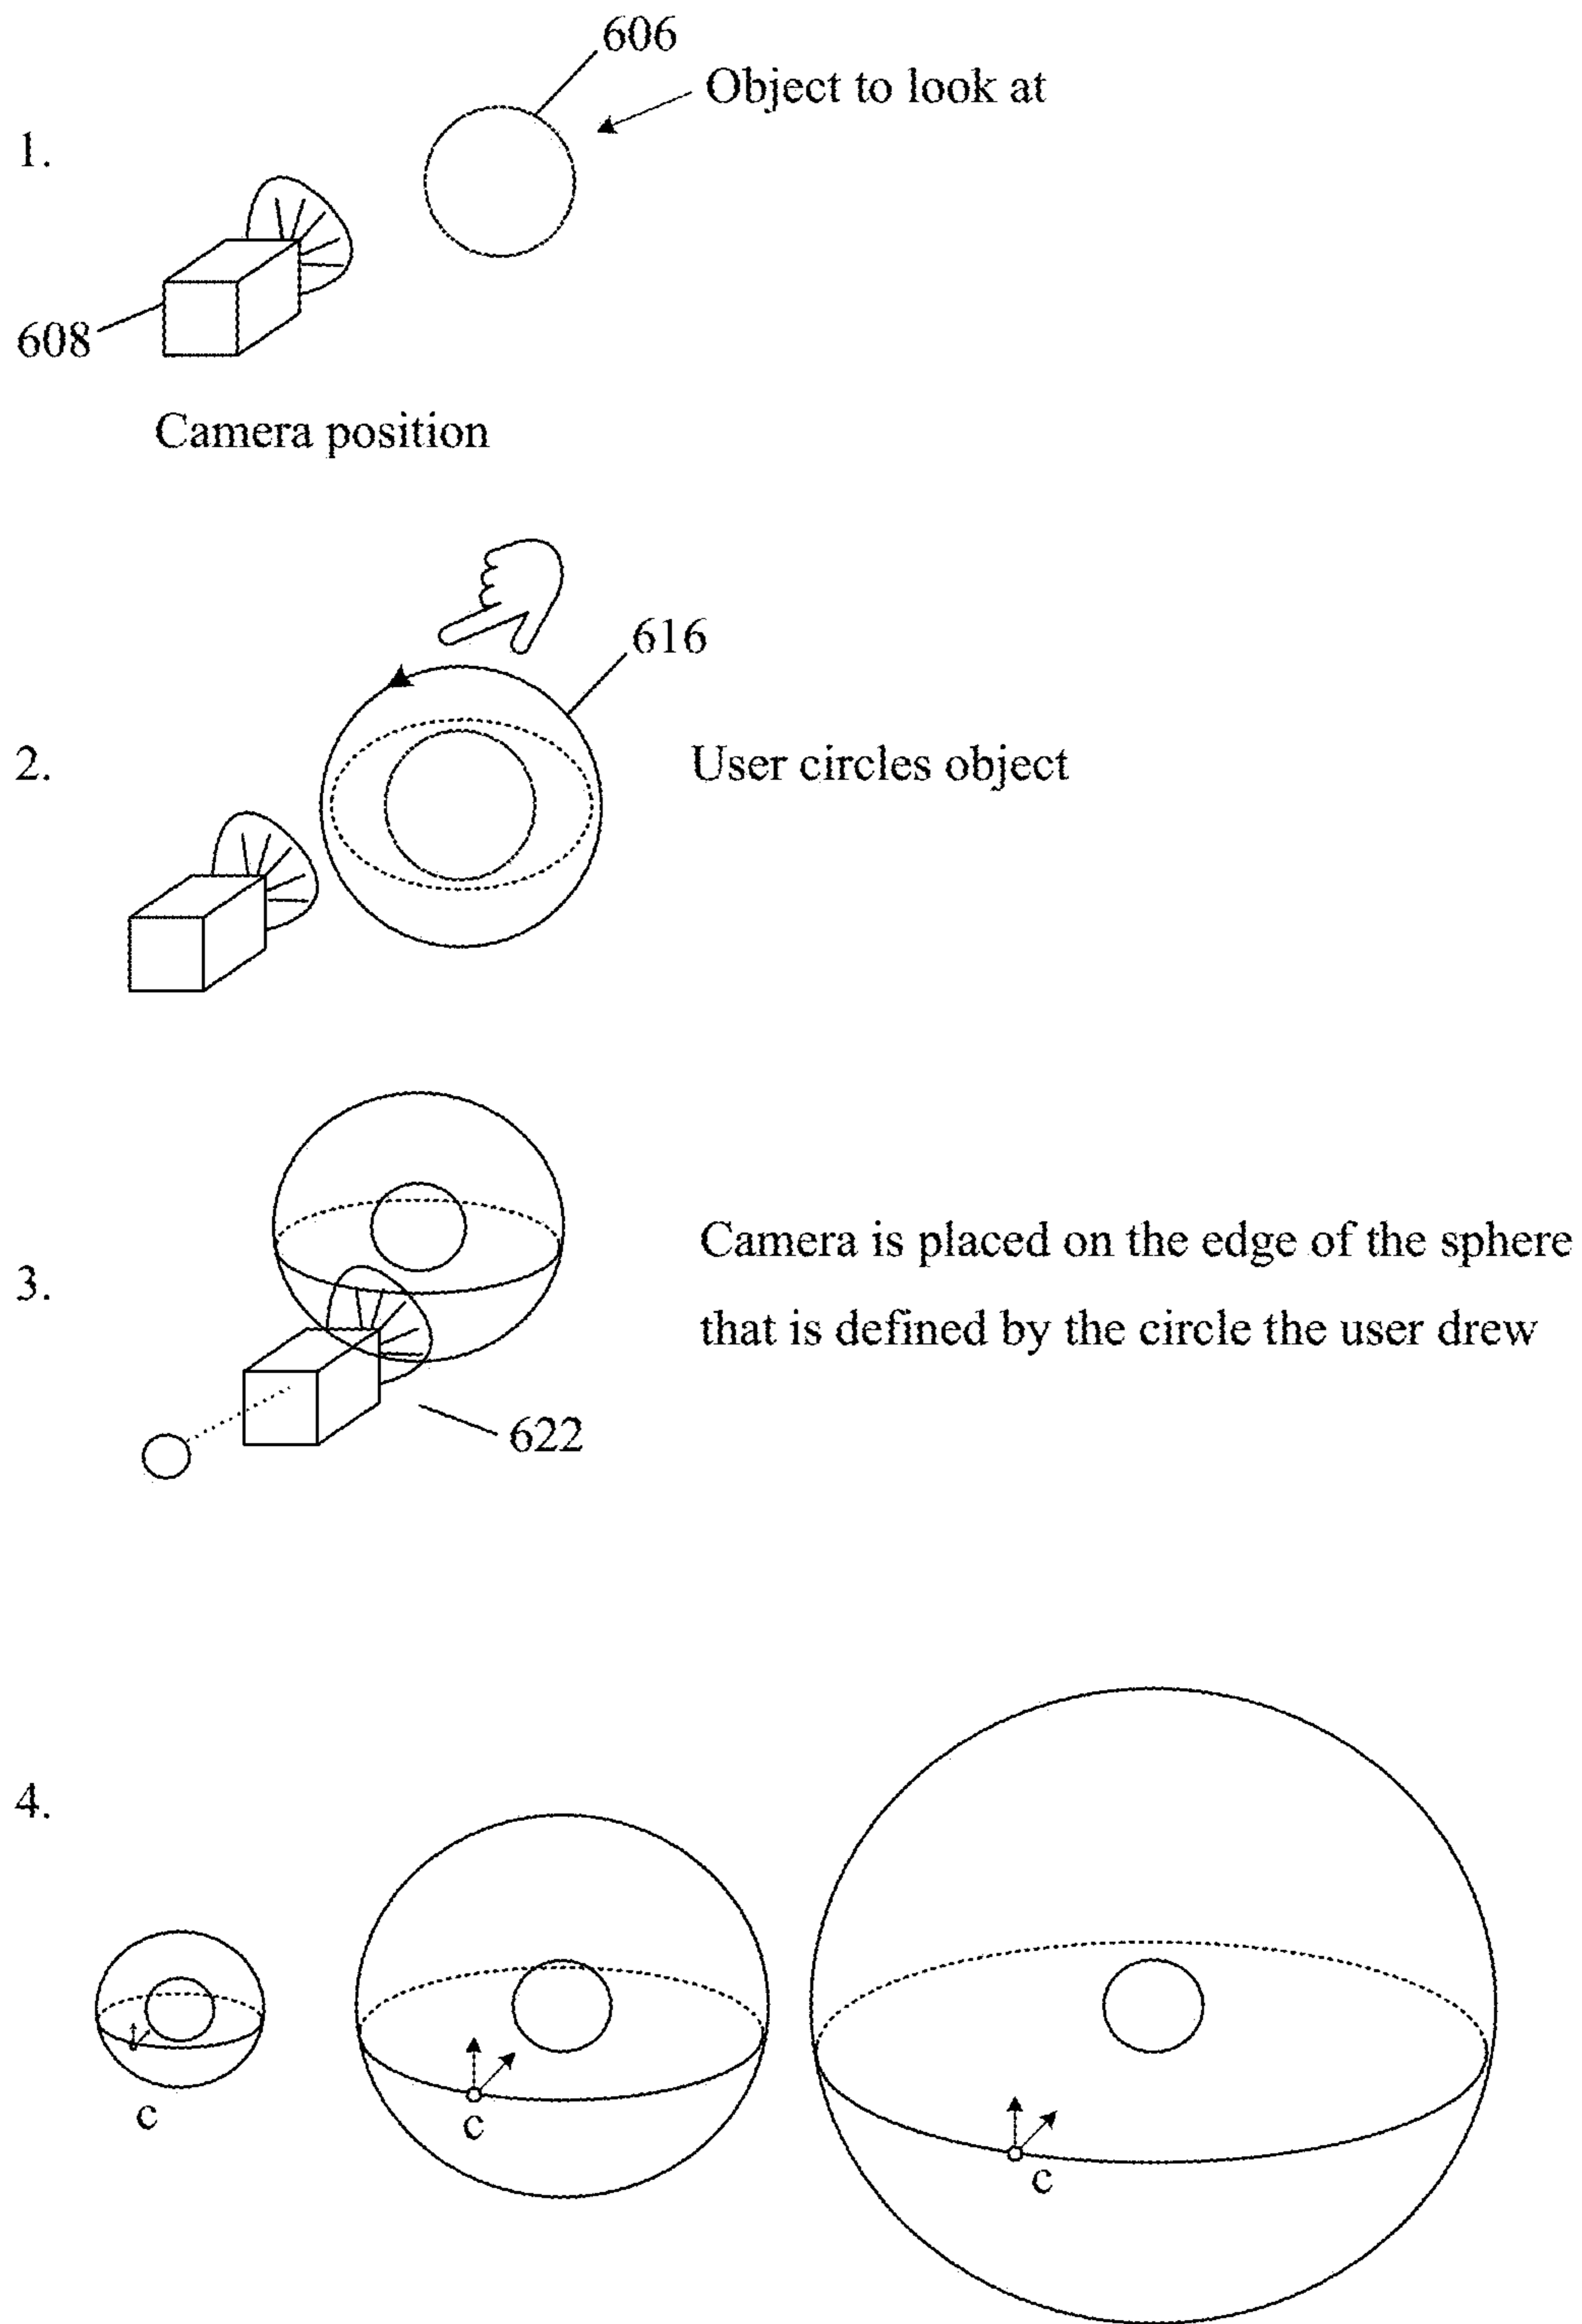 606
Object to look at
1.
608
Camera position
616
2.
User circles object
Camera is placed on the edge of the sphere
3.
that is defined by the circle the user drew
622
4.
c
c
c